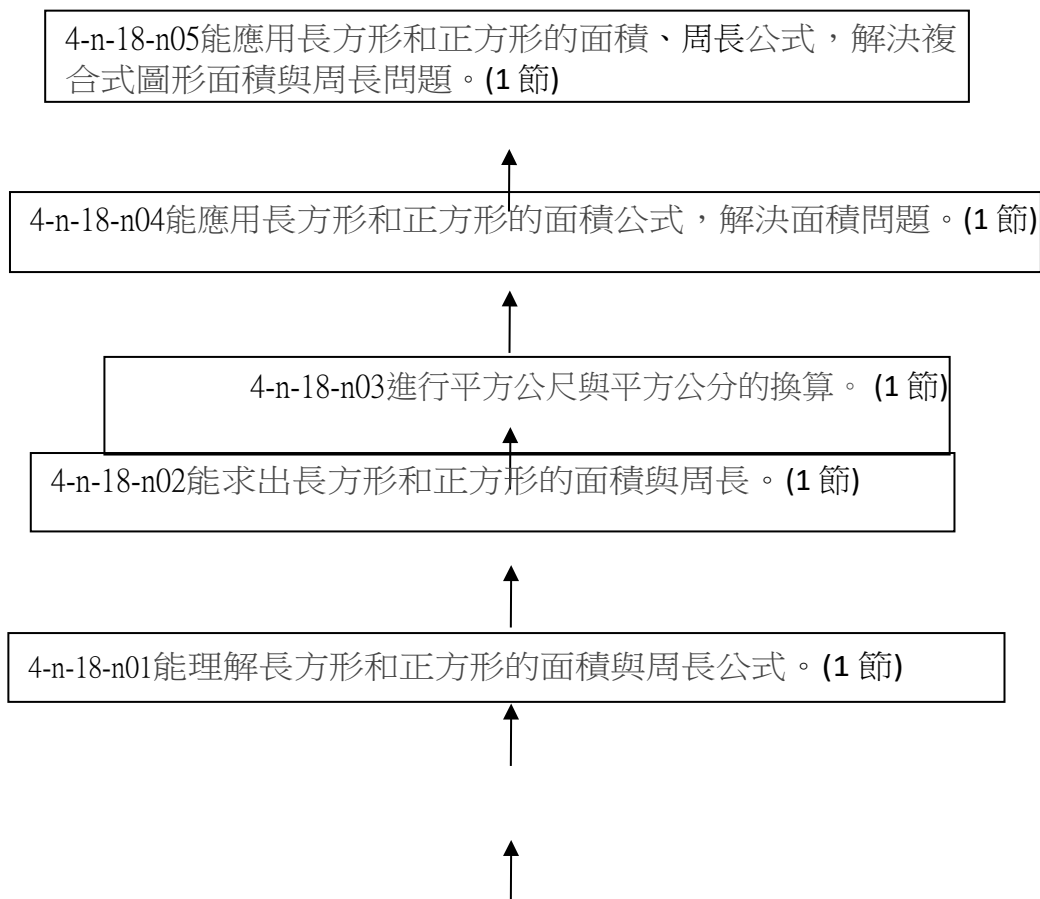 4-n-18-n05能應用長方形和正方形的面積、周長公式，解決複
合式圖形面積與周長問題。(1 節)
4-n-18-n04能應用長方形和正方形的面積公式，解決面積問題。(1 節)
4-n-18-n03進行平方公尺與平方公分的換算。 (1 節)
4-n-18-n02能求出長方形和正方形的面積與周長。(1 節)
4-n-18-n01能理解長方形和正方形的面積與周長公式。(1 節)